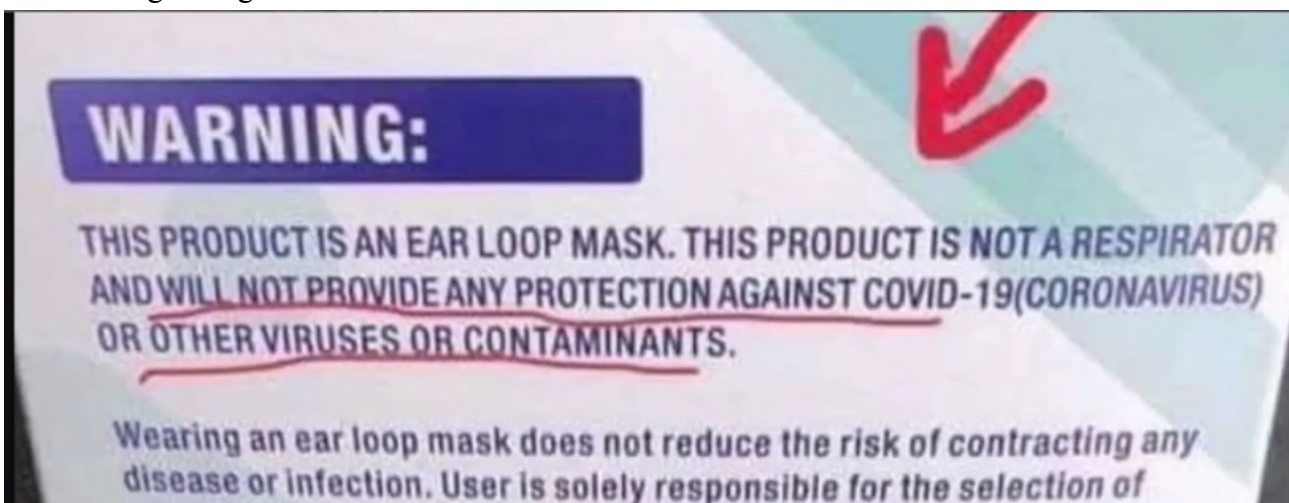 WARNING:
THIS PRODUCT IS AN EAR LOOP MASK. THIS PRODUCT IS NOT A RESPIRATOR
AND WILL NOT PROVIDE ANY PROTECTION AGAINST COVID-19(CORONAVIRUS)
OR OTHER VIRUSES OR CONTAMINANTS.
Wearing an ear loop mask does not reduce the risk of contracting any
disease or infection. User is solely responsible for the selection of